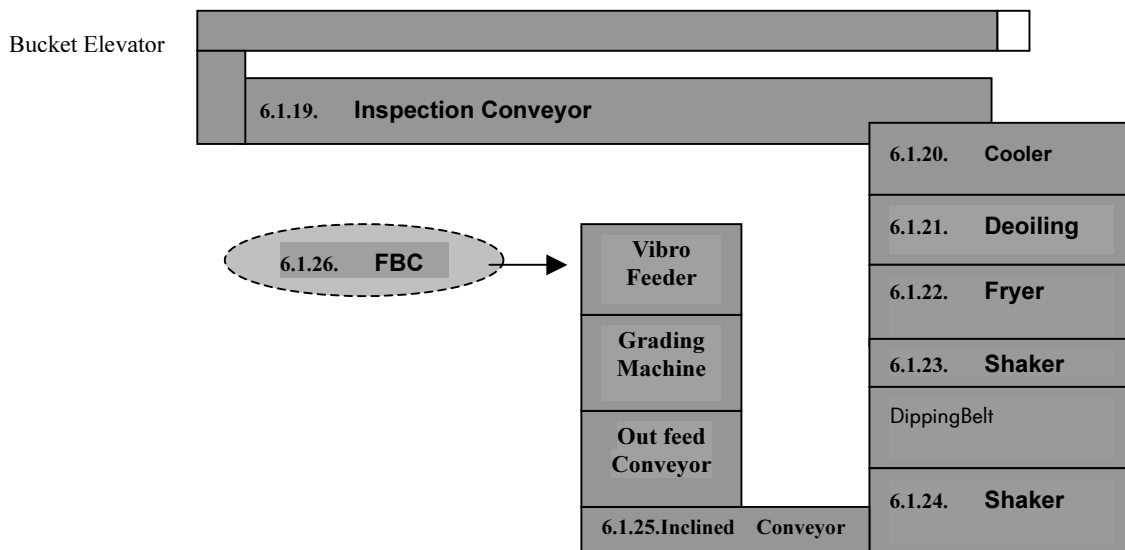 Bucket Elevator
6.1.19. Inspection Conveyor
6.1.20. Cooler
6.1.21. Deoiling
6.1.26. FBC
Vibro
Feeder
6.1.22. Fryer
Grading
Machine
6.1.23. Shaker
DippingBelt
Out feed
Conveyor
6.1.24. Shaker
6.1.25.Inclined Conveyor